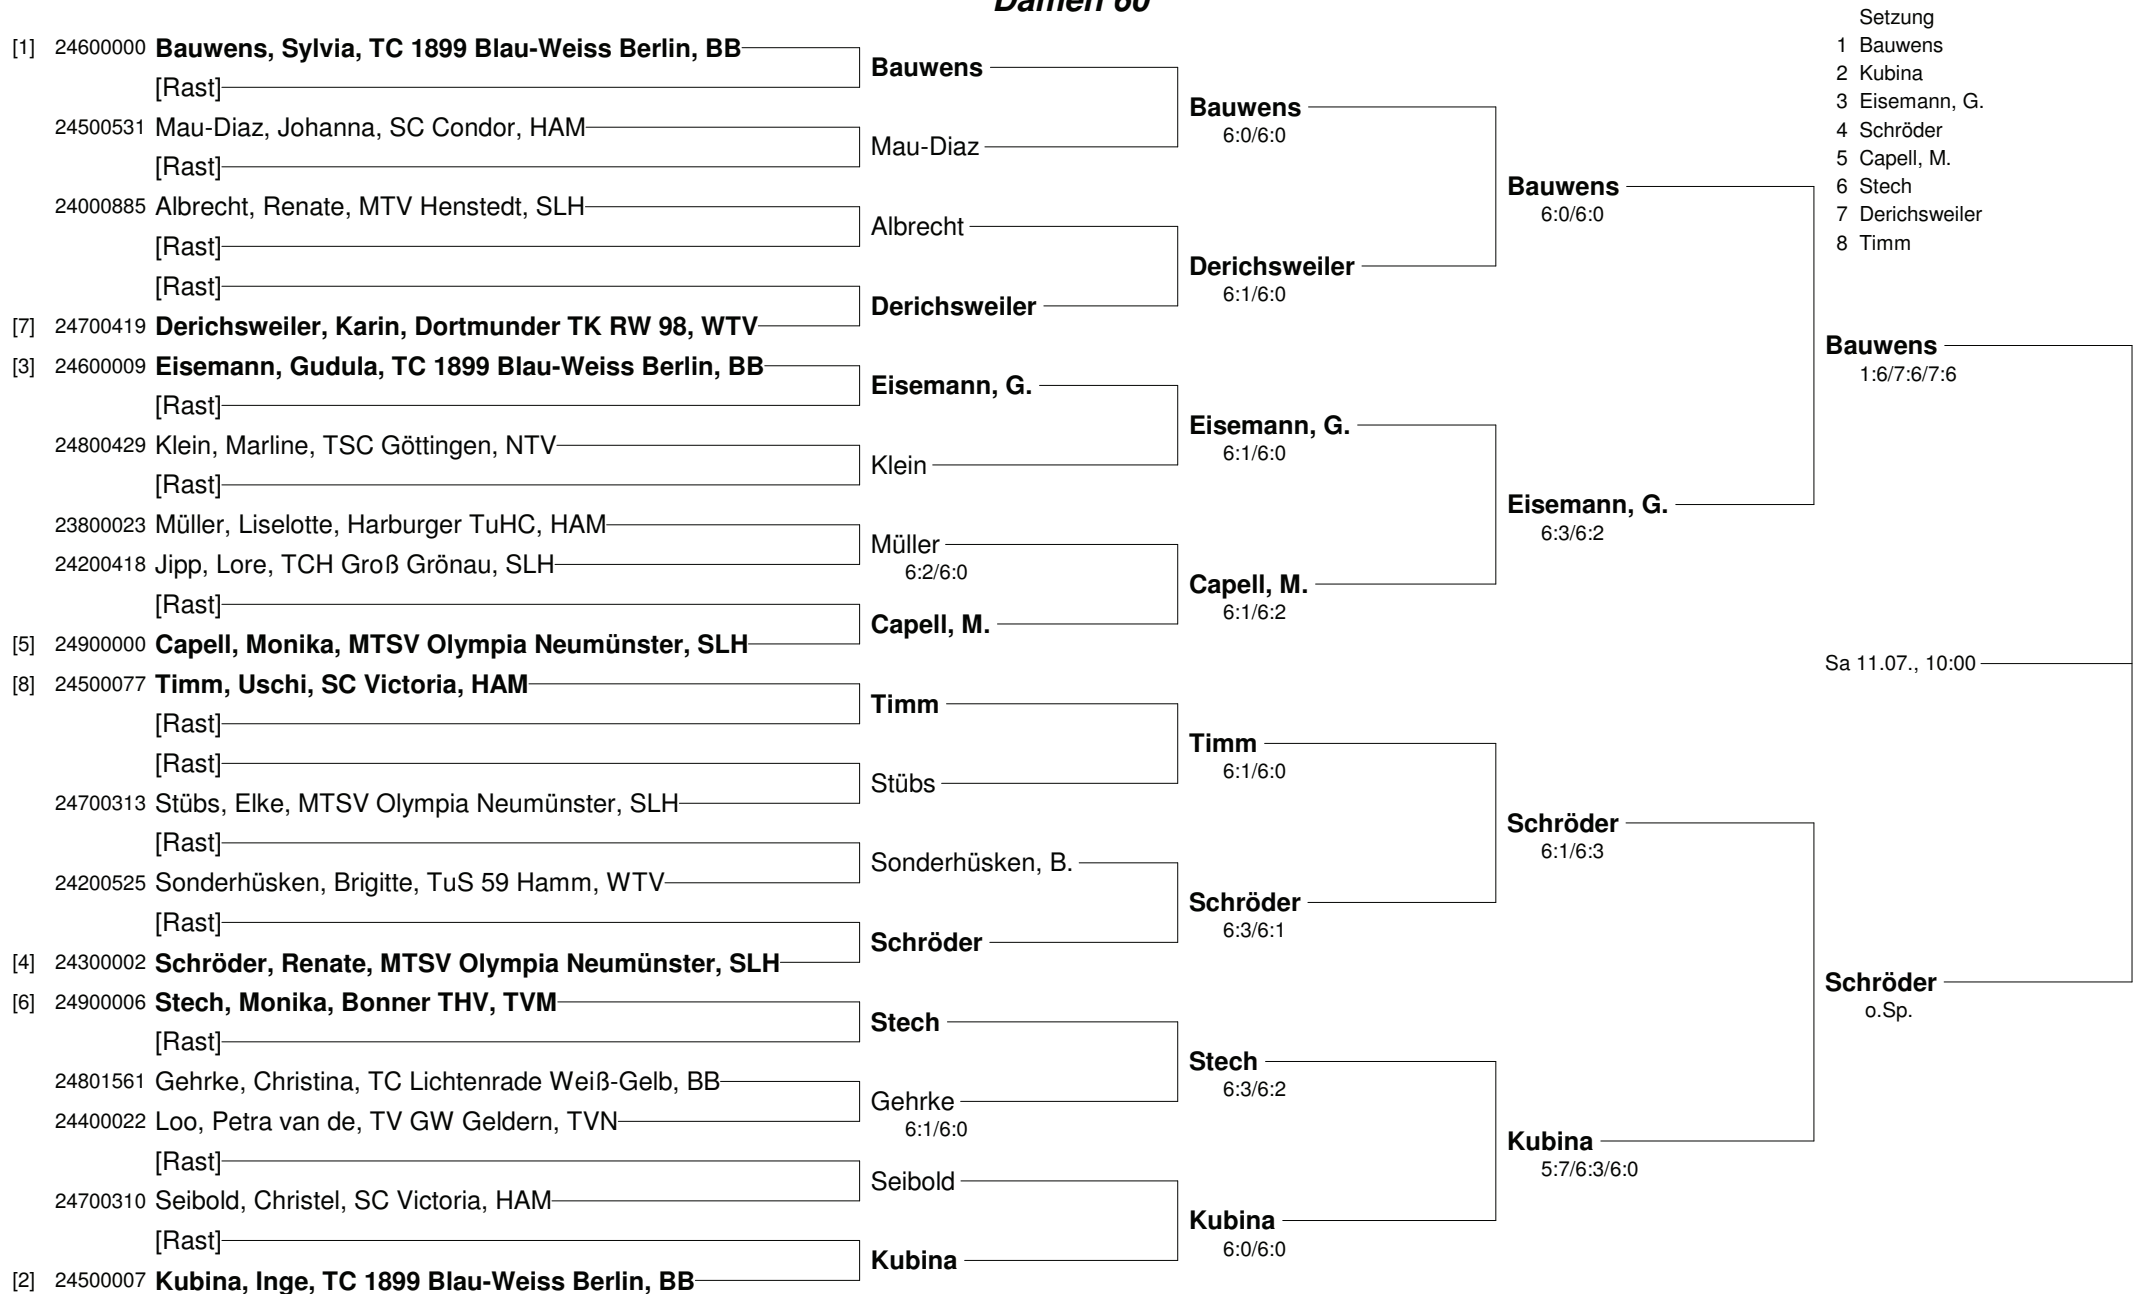 Damen 60
[1] 24600000 Bauwens, Sylvia, TC 1899 Blau-Weiss Berlin, BB
[Rast]
24500531 Mau-Diaz, Johanna, SC Condor, HAM
[Rast]
24000885 Albrecht, Renate, MTV Henstedt, SLH
[Rast]
[Rast]
[7] 24700419 Derichsweiler, Karin, Dortmunder TK RW 98, WTV
[3] 24600009 Eisemann, Gudula, TC 1899 Blau-Weiss Berlin, BB
[Rast]
24800429 Klein, Marline, TSC Göttingen, NTV
[Rast]
23800023 Müller, Liselotte, Harburger TuHC, HAM
24200418 Jipp, Lore, TCH Groß Grönau, SLH
[Rast]
[5] 24900000 Capell, Monika, MTSV Olympia Neumünster, SLH
[8] 24500077 Timm, Uschi, SC Victoria, HAM
[Rast]
[Rast]
24700313 Stübs, Elke, MTSV Olympia Neumünster, SLH
[Rast]
24200525 Sonderhüsken, Brigitte, TuS 59 Hamm, WTV
[Rast]
[4] 24300002 Schröder, Renate, MTSV Olympia Neumünster, SLH
[6] 24900006 Stech, Monika, Bonner THV, TVM
[Rast]
24801561 Gehrke, Christina, TC Lichtenrade Weiß-Gelb, BB
24400022 Loo, Petra van de, TV GW Geldern, TVN
[Rast]
24700310 Seibold, Christel, SC Victoria, HAM
[Rast]
[2] 24500007 Kubina, Inge, TC 1899 Blau-Weiss Berlin, BB
Bauwens
Mau-Diaz
Albrecht
Derichsweiler
Eisemann, G.
Klein
Müller
6:2/6:0
Capell, M.
Timm
Stübs
Sonderhüsken, B.
Schröder
Stech
Gehrke
6:1/6:0
Seibold
Kubina
Bauwens
6:0/6:0
Derichsweiler
6:1/6:0
Eisemann, G.
6:1/6:0
Capell, M.
6:1/6:2
Timm
6:1/6:0
Schröder
6:3/6:1
Stech
6:3/6:2
Kubina
6:0/6:0
Bauwens
6:0/6:0
Eisemann, G.
6:3/6:2
Schröder
6:1/6:3
Kubina
5:7/6:3/6:0
Setzung
1 Bauwens
2 Kubina
3 Eisemann, G.
4 Schröder
5 Capell, M.
6 Stech
7 Derichsweiler
8 Timm
Bauwens
1:6/7:6/7:6
Sa 11.07., 10:00
Schröder
o.Sp.